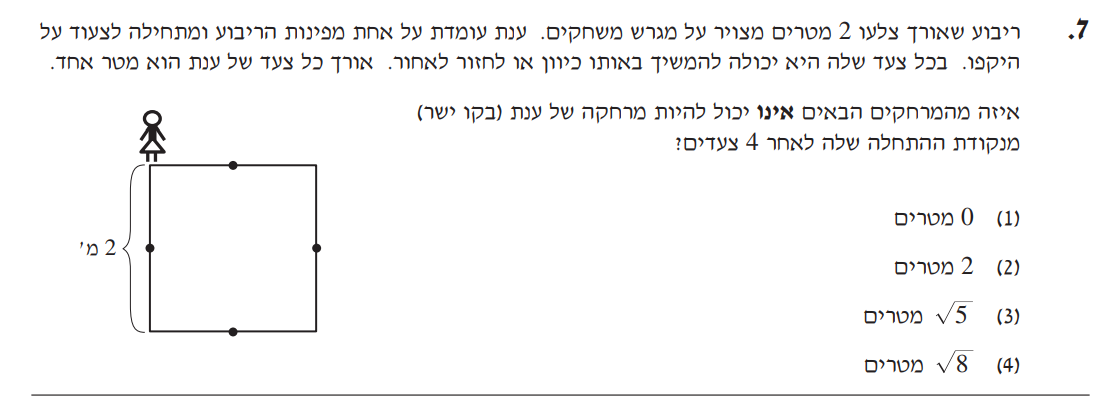 7. ריבוע שאורך צלעו 2 מטרים מצויר על מגרש משחקים. ענת עומדת על אחת מפינות הריבוע ומתחילה לצעוד על
היקפו. בכל צעד שלה היא יכולה להמשיך באותו כיוון או לחזור לאחור. אורך כל צעד של ענת הוא מטר אחד.
איזה מהמרחקים הבאים אינו יכול להיות מרחקה של ענת (בקו ישר)
מנקודת ההתחלה שלה לאחר 4 צעדים?
(1) 0 מטרים
2 מ'
(2) 2 מטרים
(3) √5 מטרים
(4) √8 מטרים